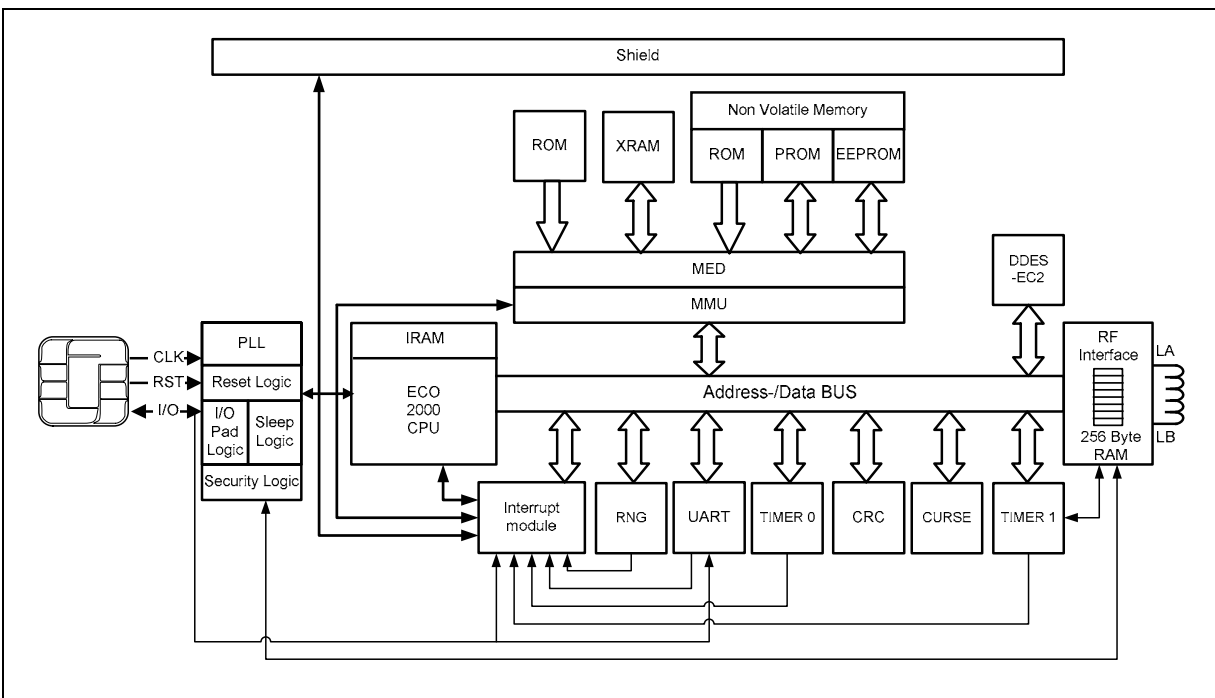 Shield
Non Volatile Memory
ROM
XRAM
ROM
PROM
EEPROM
MED
MMU
DDES
-EC2
CLK
RST
I/O
PLL
Reset Logic
I/O
Pad
Logic
Sleep
Logic
Security Logic
IRAM
ECO
2000
CPU
Address-/Data BUS
RF
Interface
256 Byte
RAM
LA
LB
Interrupt
module
RNG
UART
TIMER 0
CRC
CURSE
TIMER 1